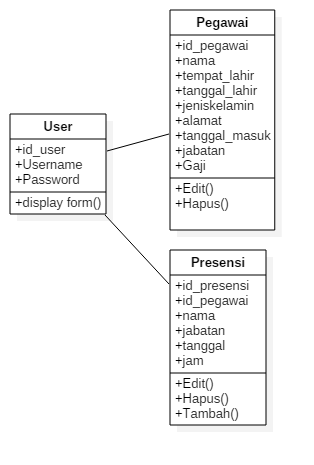 Pegawai
+id_pegawai
+nama
+tempat_lahir
+tanggal_lahir
+jeniskelamin
+alamat
+tanggal_masuk
+jabatan
+Gaji
+Edit()
+Hapus()
User
+id_user
+Username
+Password
+display form()
Presensi
+id_presensi
+id_pegawai
+nama
+jabatan
+tanggal
+jam
+Edit()
+Hapus()
+Tambah()